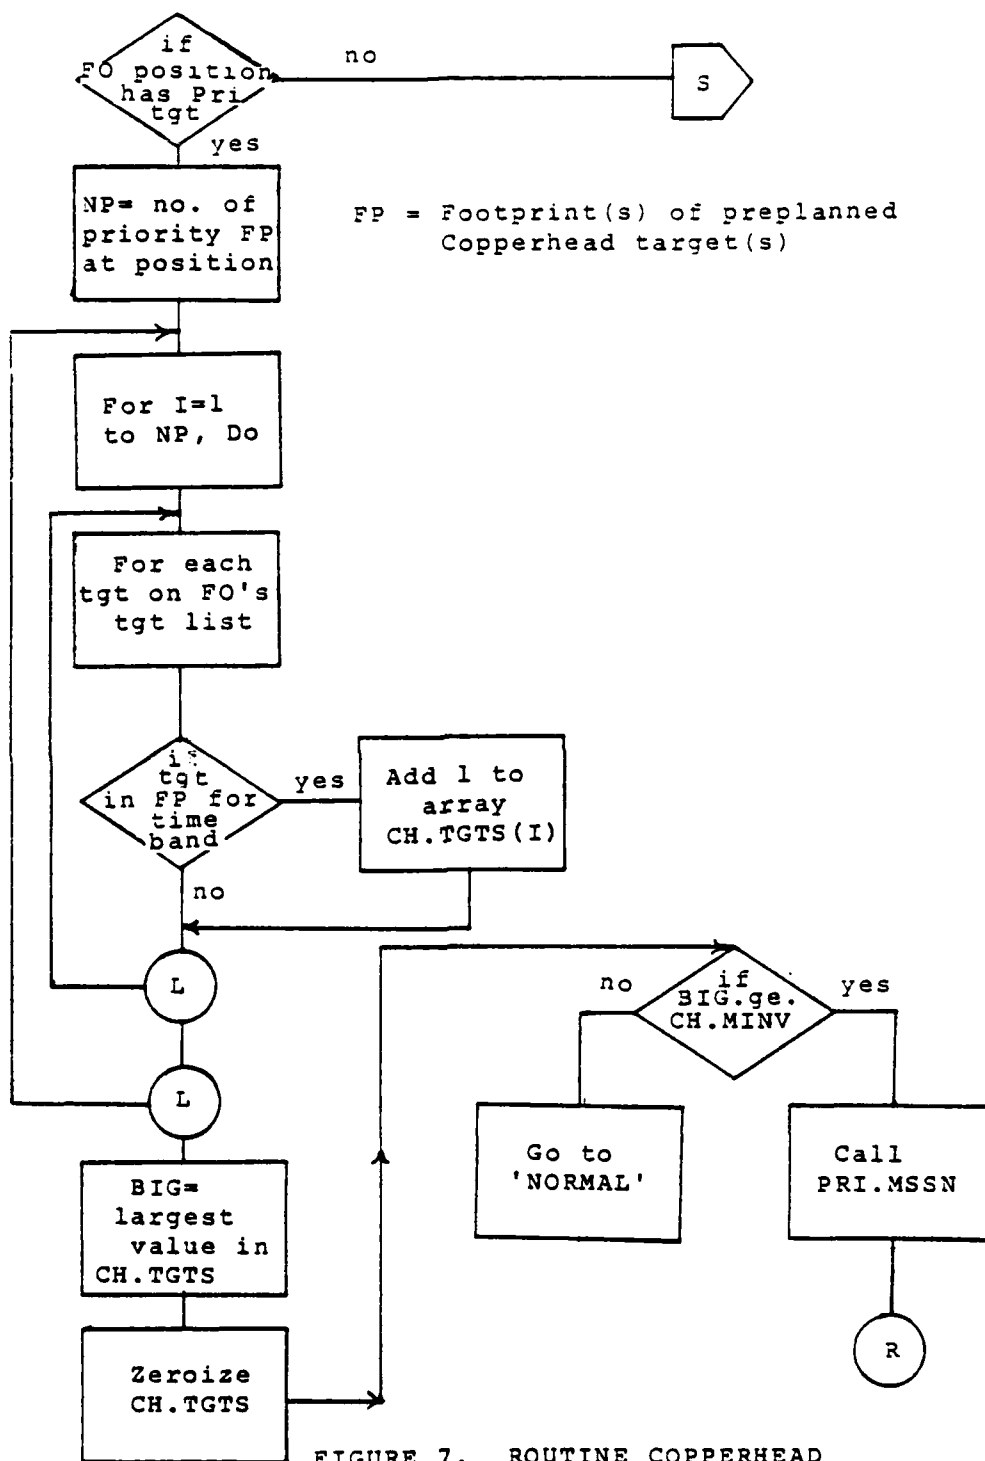 if
FO position
has Pri
tgt
no
S
yes
NP= no. of
priority FP
at position
FP = Footprint(s) of preplanned
Copperhead target(s)
For I=1
to NP, Do
For each
tgt on FO's
tgt list
if
tgt
in FP for
time
band
yes
Add 1 to
array
CH.TGTS(I)
no
L
L
BIG=
largest
value in
CH.TGTS
Zeroize
CH.TGTS
if
BIG.ge.
CH.MINV
no
yes
Go to
'NORMAL'
Call
PRI.MSSN
R
FIGURE 7. ROUTINE COPPERHEAD